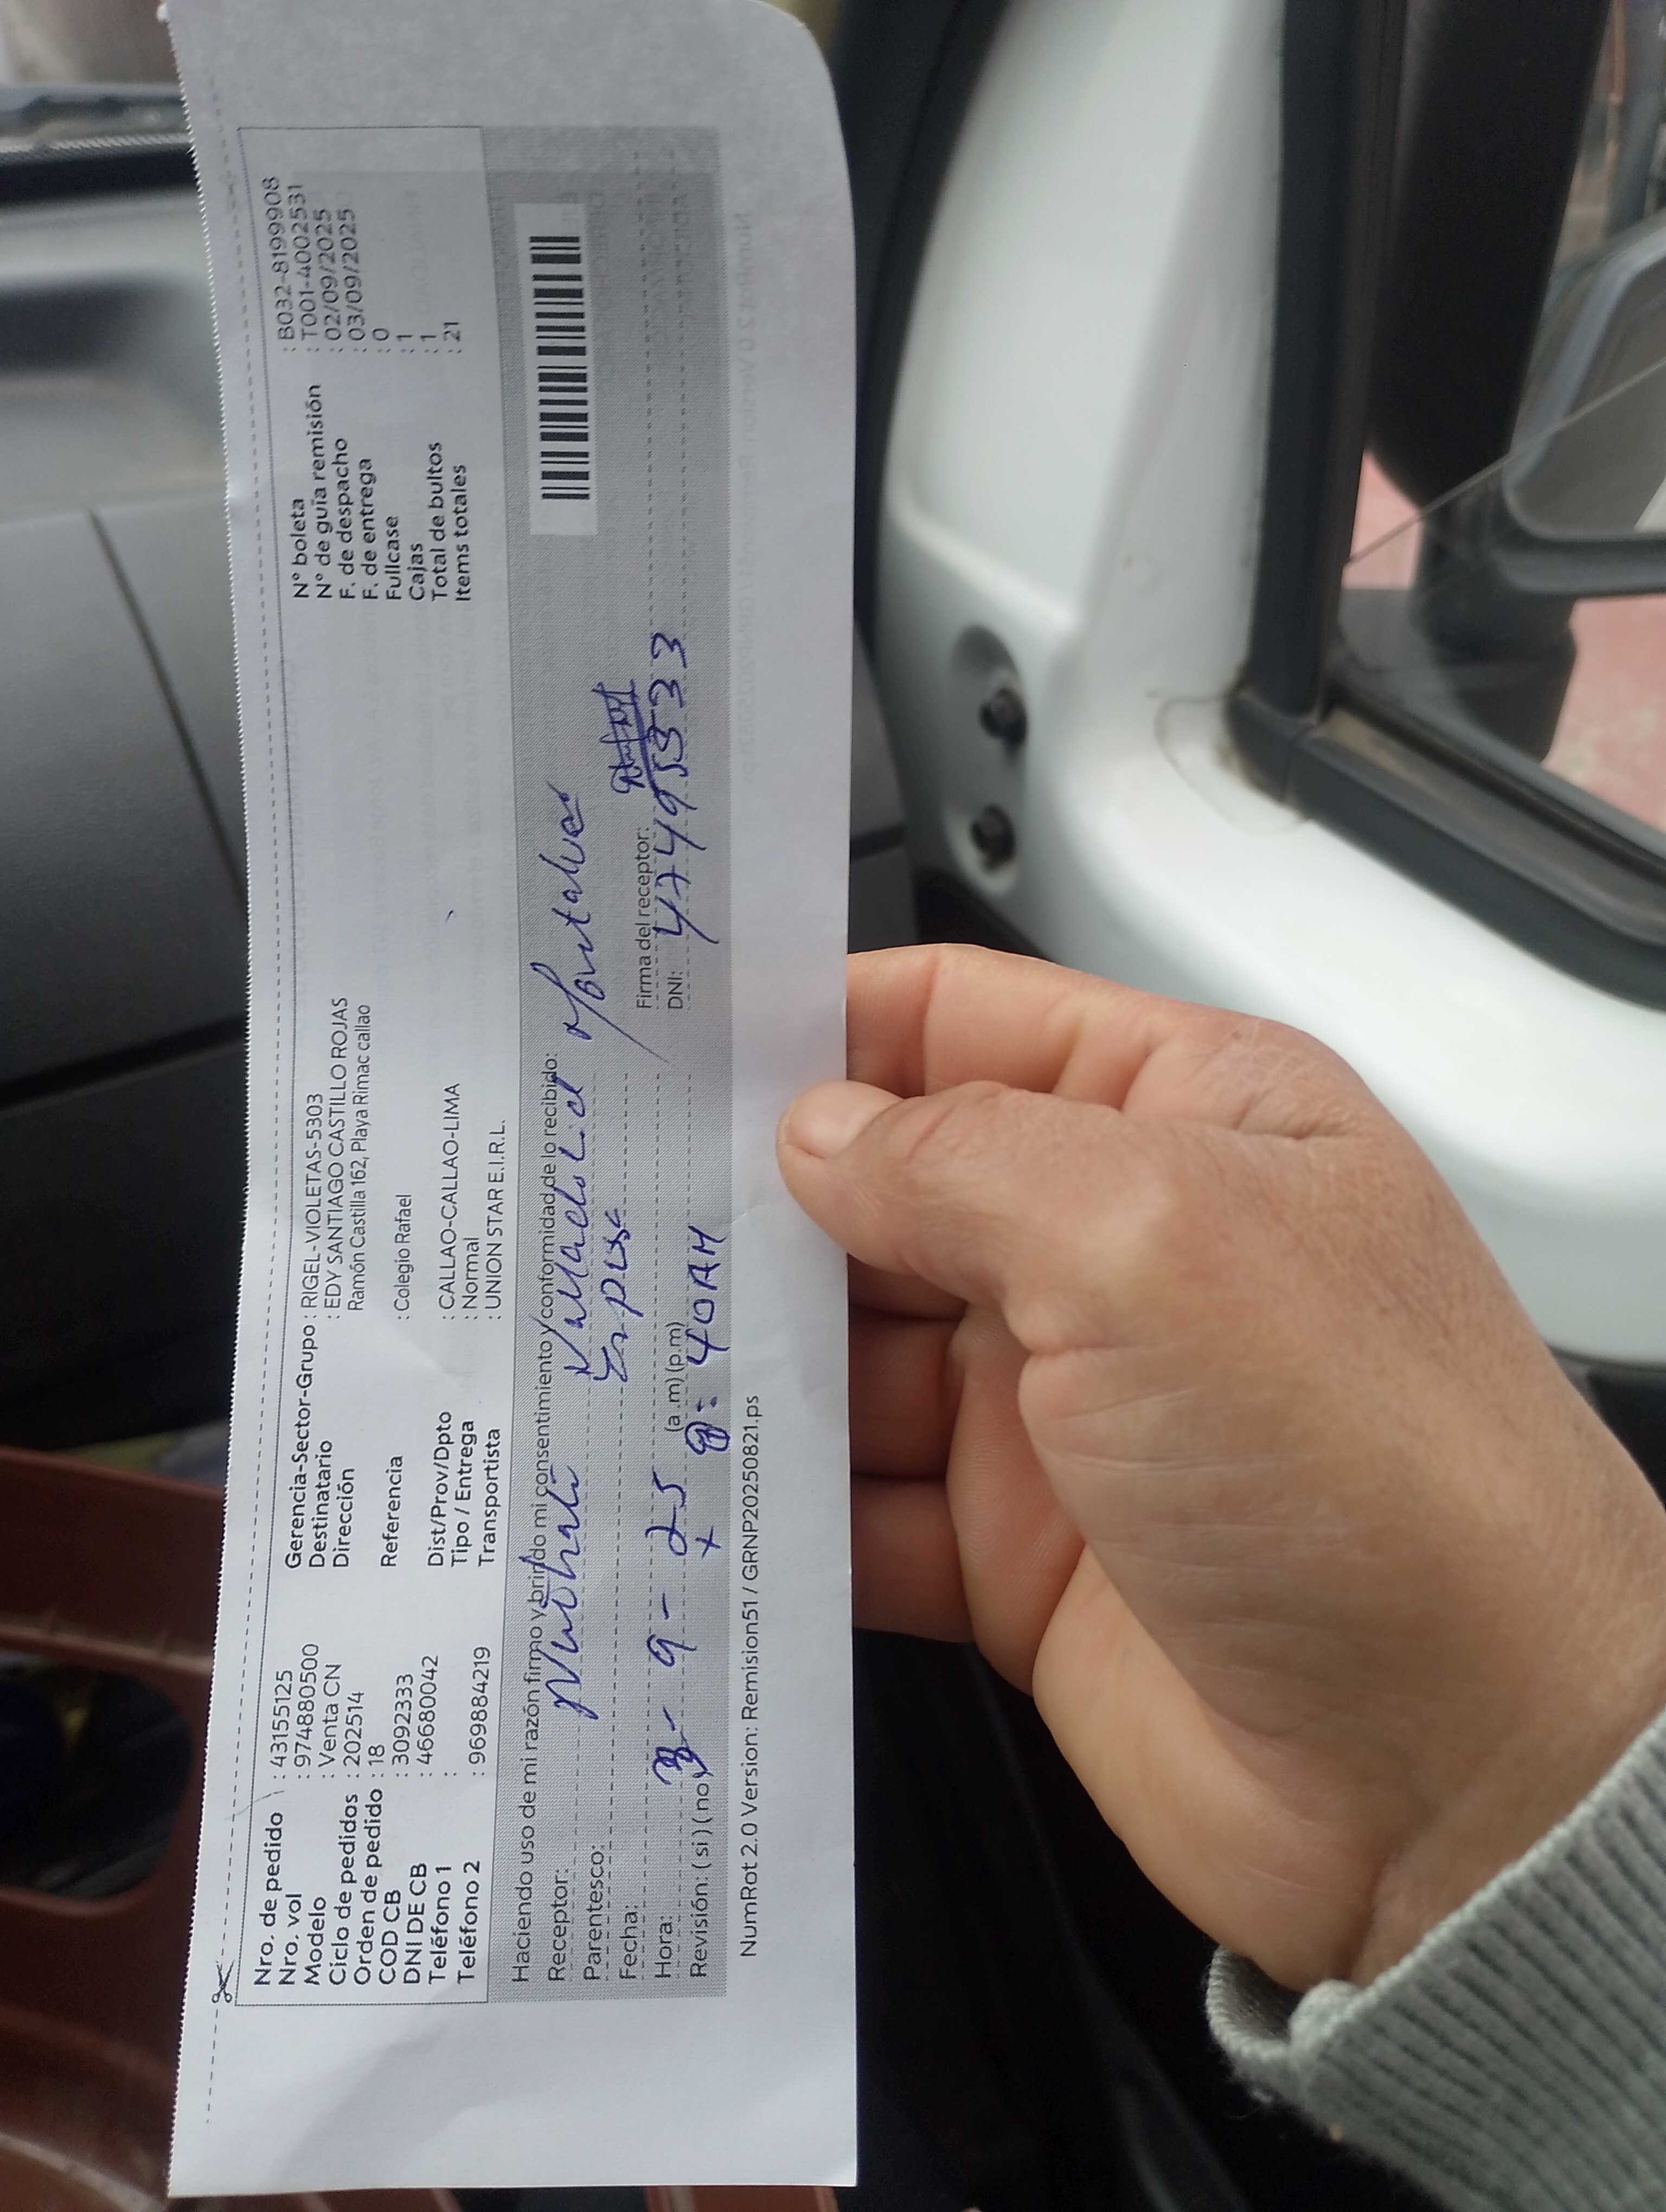 Nro. de pedido : 43155125
Nro. vol : 974880500
Modelo : Venta CN
Ciclo de pedidos : 202514
Orden de pedido : 18
COD CB : 3092333
DNI DE CB : 46680042
Teléfono 1 :
Teléfono 2 : 969884219
Gerencia-Sector-Grupo : RIGEL-VIOLETAS-5303
Destinatario : EDY SANTIAGO CASTILLO ROJAS
Dirección Ramón Castilla 162, Playa Rimac callao
Referencia : Colegio Rafael
Dist/Prov/Dpto : CALLAO-CALLAO-LIMA
Tipo / Entrega : Normal
Transportista : UNION STAR E.I.R.L.
N° boleta : B032-8199908
N° de guía remisión : T001-4002531
F. de despacho : 02/09/2025
F. de entrega : 03/09/2025
Fullcase : 0
Cajas : 1
Total de bultos : 1
Items totales : 21
Haciendo uso de mi razón firmo y brindo mi consentimiento y conformidad de lo recibido:
Receptor: Valladolid Montalver
Parentesco:
Fecha: 3 - 9 - 25
Hora: (a.m) (p.m) 9:40AM
Revisión: ( si ) ( no )
Firma del receptor:
DNI: 47495333
NumRot 2.0 Version: Remision51 / GRNP20250821.ps